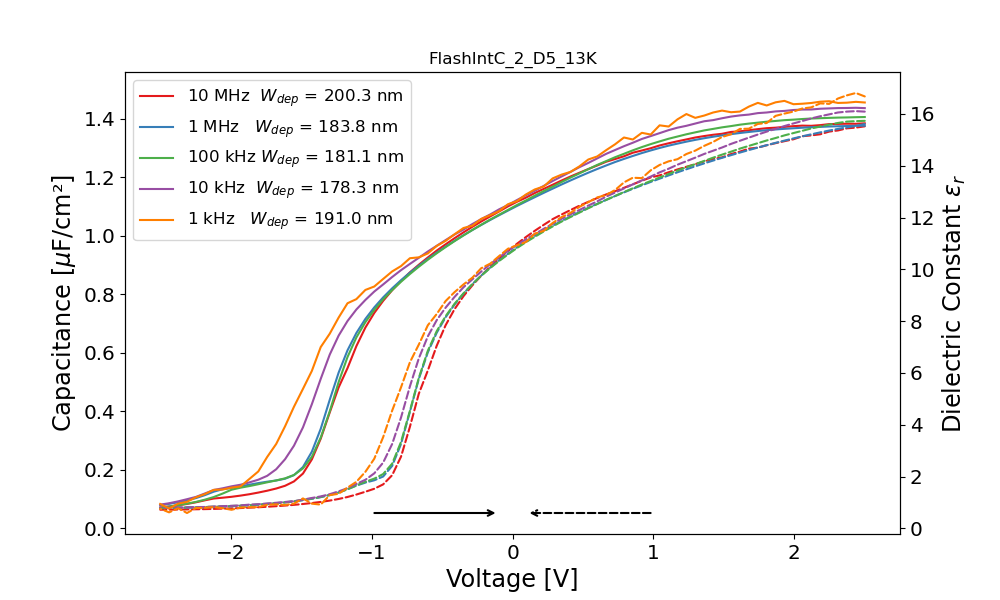 FlashIntC_2_D5_13K
10 MHz W_dep = 200.3 nm
1 MHz W_dep = 183.8 nm
100 kHz W_dep = 181.1 nm
10 kHz W_dep = 178.3 nm
1 kHz W_dep = 191.0 nm
Capacitance [μF/cm²]
1.4
1.2
1.0
0.8
0.6
0.4
0.2
0.0
16
14
12
10
8
6
4
2
0
Dielectric Constant ε_r
−2 −1 0 1 2
Voltage [V]